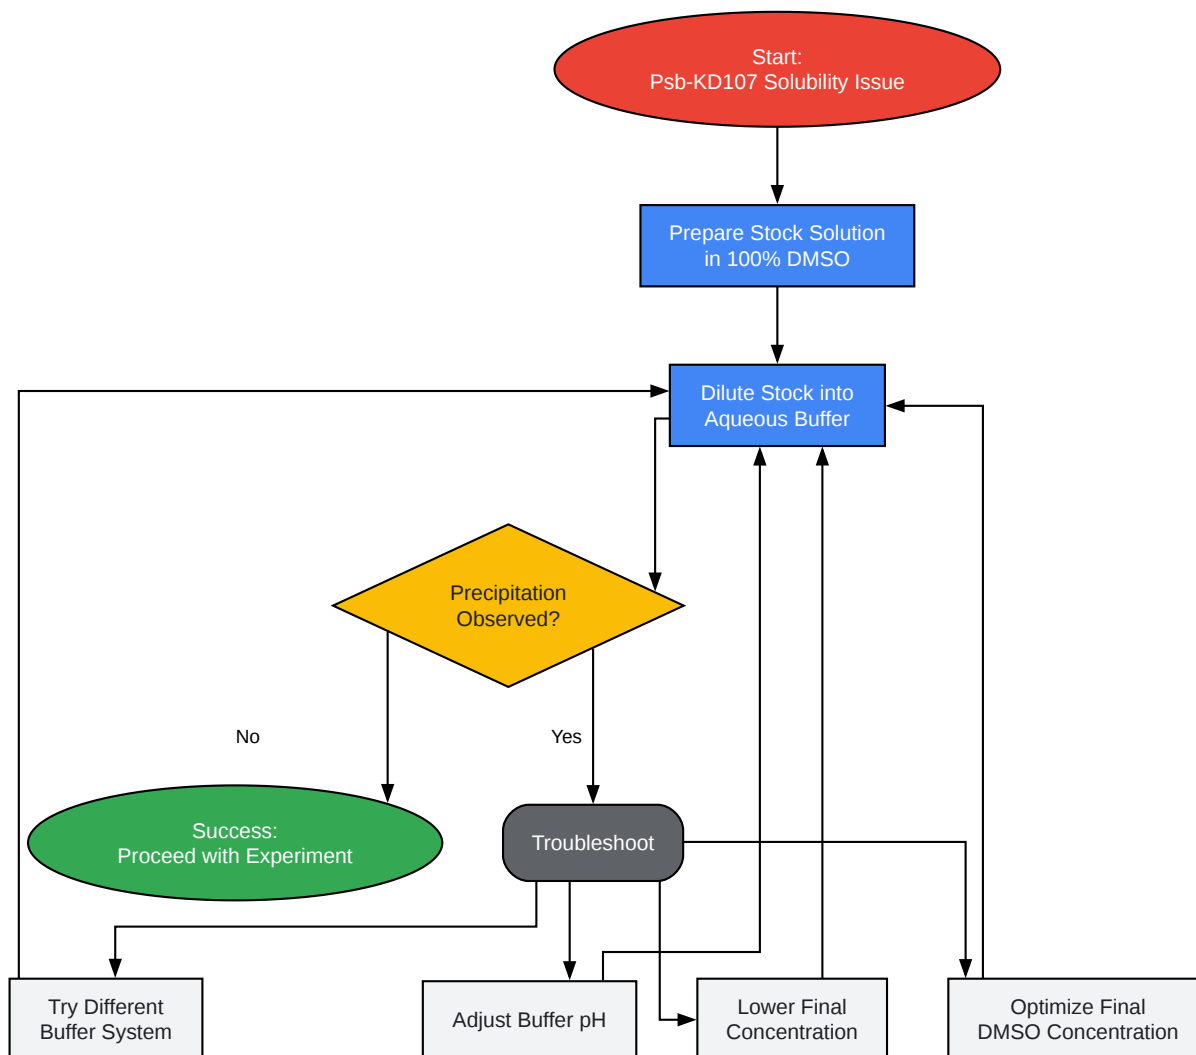 Start:
Psb-KD107 Solubility Issue
Prepare Stock Solution
in 100% DMSO
Dilute Stock into
Aqueous Buffer
Precipitation
Observed?
No
Yes
Success:
Proceed with Experiment
Troubleshoot
Try Different
Buffer System
Adjust Buffer pH
Lower Final
Concentration
Optimize Final
DMSO Concentration